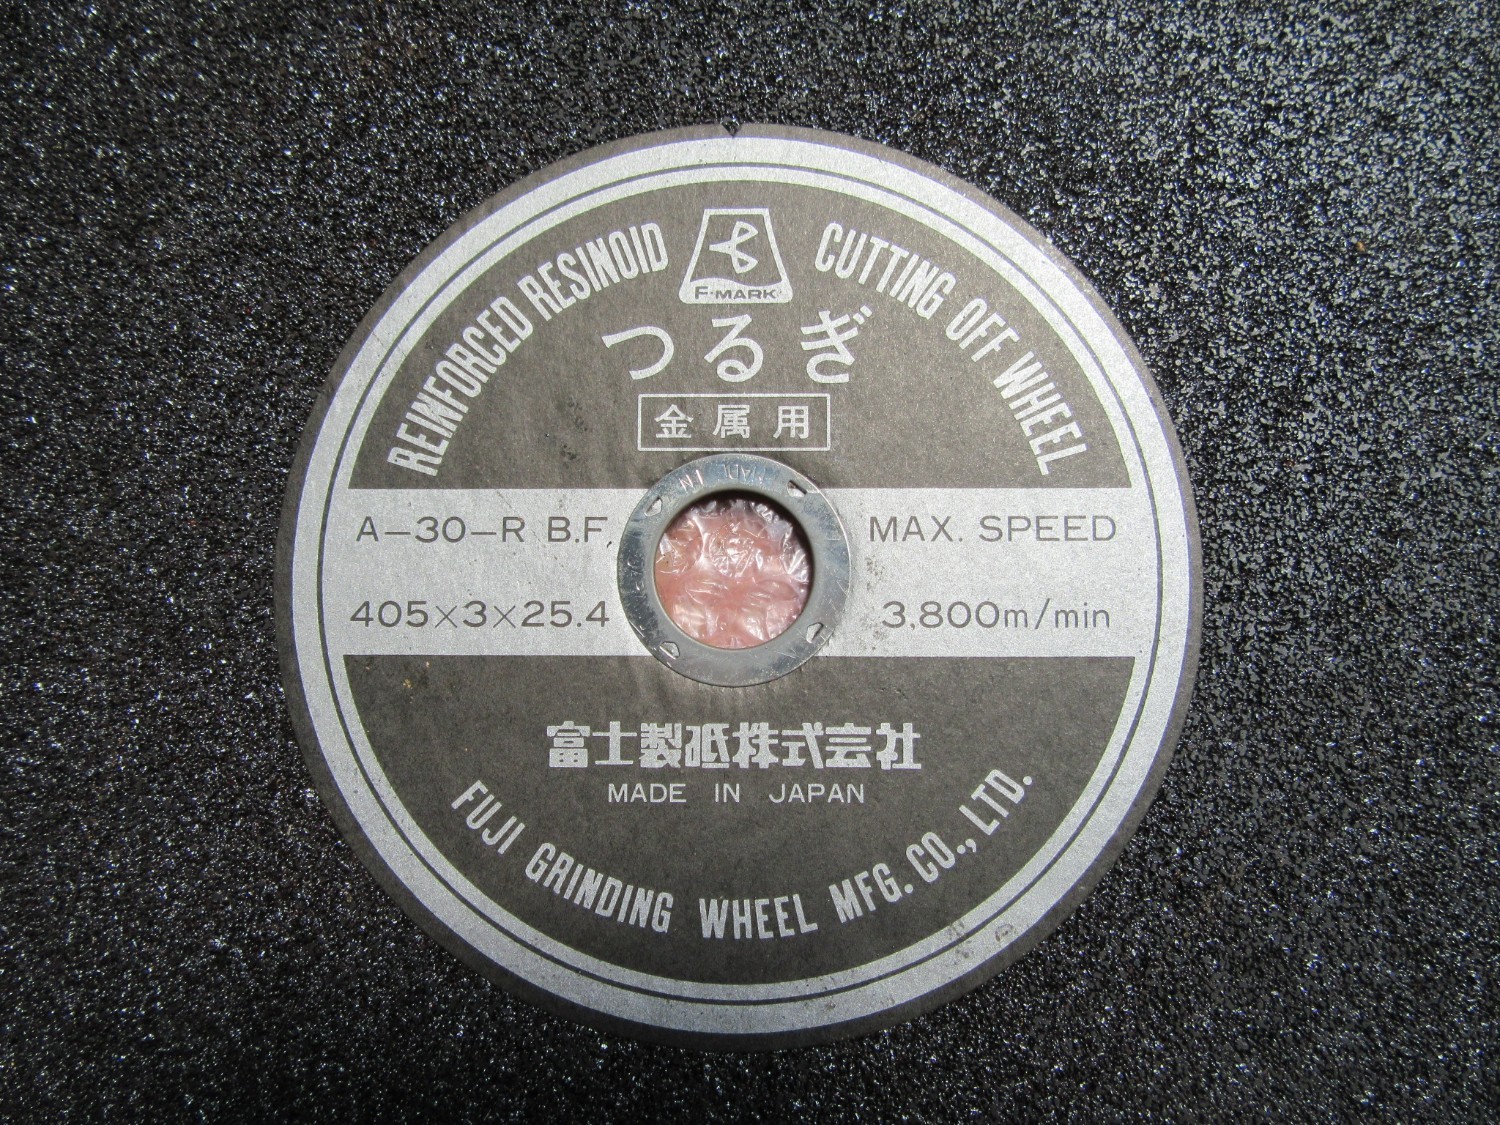 REINFORCED RESINOID CUTTING OFF WHEEL
F-MARK
つるぎ
金属用
MADE IN
A-30-R B.F.
405×3×25.4
MAX. SPEED
3,800m/min
富士製砥株式会社
MADE IN JAPAN
FUJI GRINDING WHEEL MFG. CO., LTD.